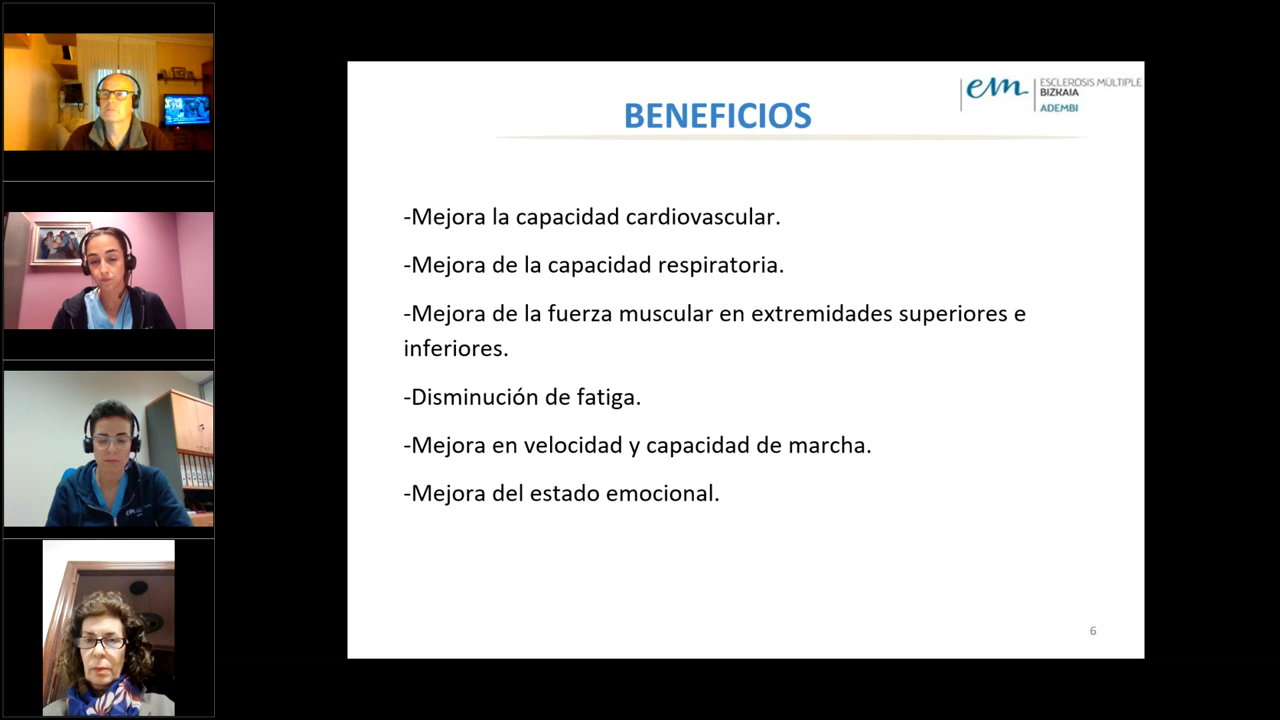 BENEFICIOS
em ESCLEROSIS MÚLTIPLE
BIZKAIA
ADEMBI
-Mejora la capacidad cardiovascular.
-Mejora de la capacidad respiratoria.
-Mejora de la fuerza muscular en extremidades superiores e
inferiores.
-Disminución de fatiga.
-Mejora en velocidad y capacidad de marcha.
-Mejora del estado emocional.
6